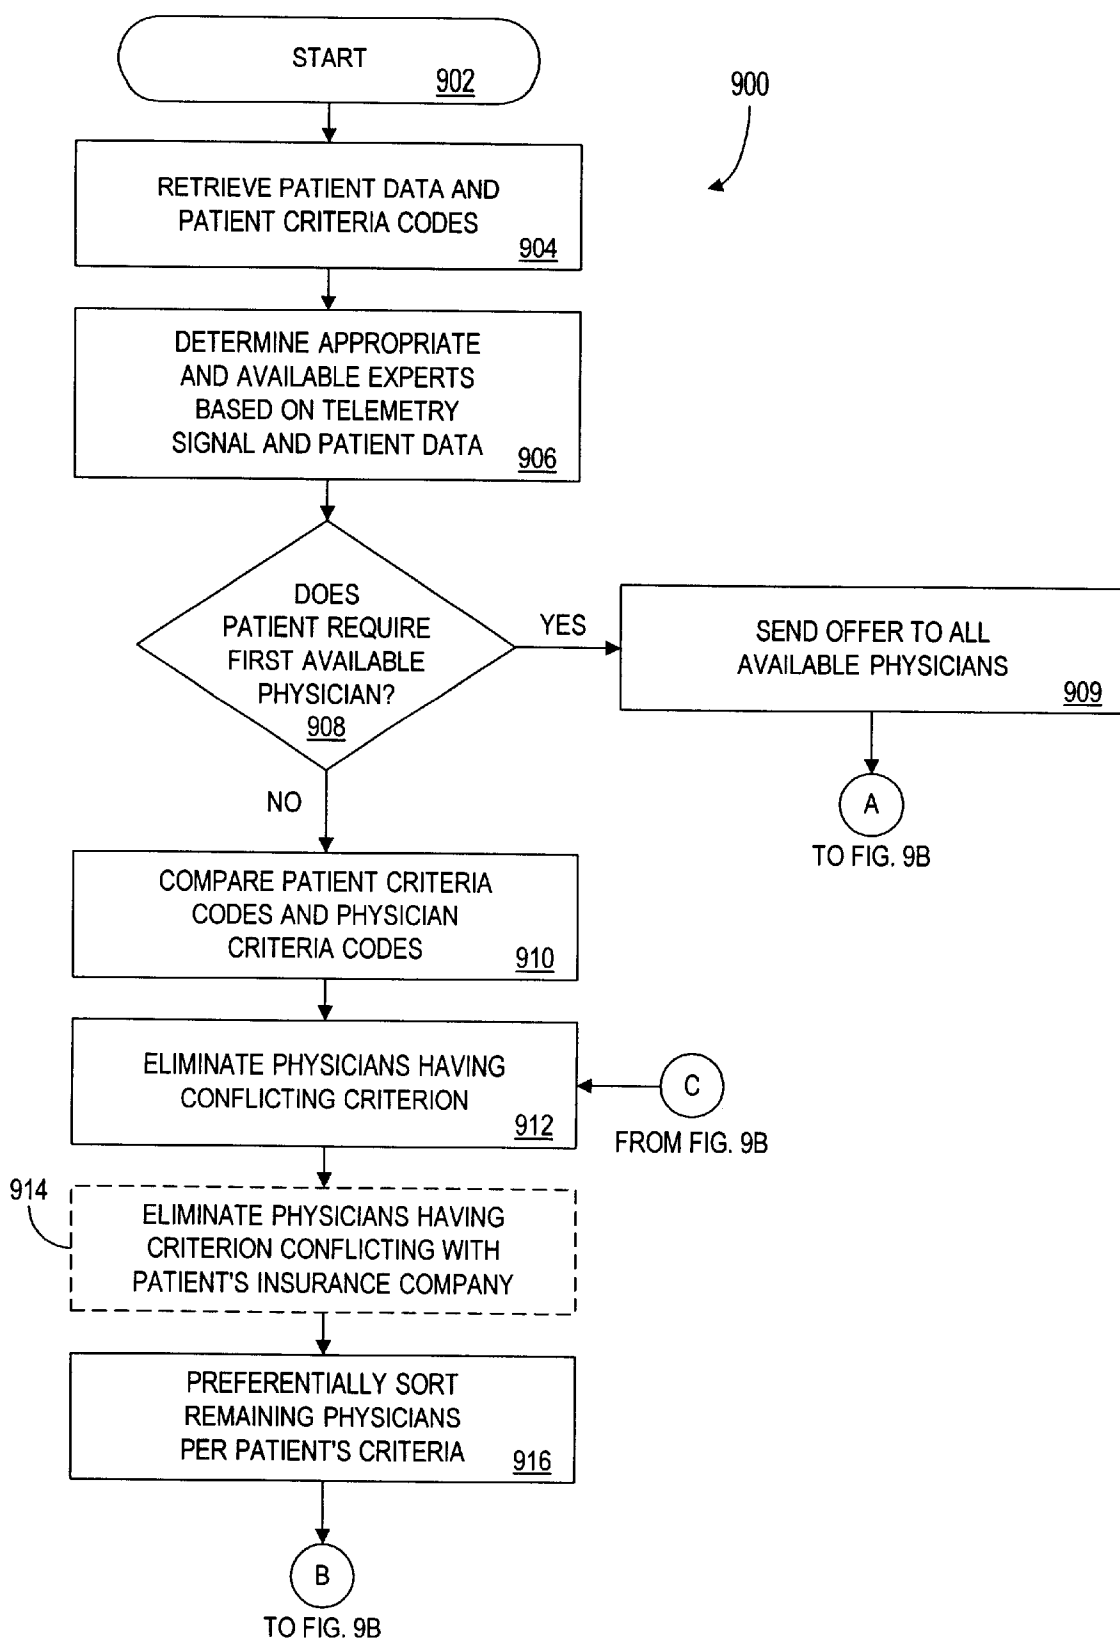 START
902
900
RETRIEVE PATIENT DATA AND
PATIENT CRITERIA CODES
904
DETERMINE APPROPRIATE
AND AVAILABLE EXPERTS
BASED ON TELEMETRY
SIGNAL AND PATIENT DATA
906
DOES
PATIENT REQUIRE
FIRST AVAILABLE
PHYSICIAN?
908
YES
SEND OFFER TO ALL
AVAILABLE PHYSICIANS
909
A
TO FIG. 9B
NO
COMPARE PATIENT CRITERIA
CODES AND PHYSICIAN
CRITERIA CODES
910
ELIMINATE PHYSICIANS HAVING
CONFLICTING CRITERION
912
C
FROM FIG. 9B
914
ELIMINATE PHYSICIANS HAVING
CRITERION CONFLICTING WITH
PATIENT'S INSURANCE COMPANY
PREFERENTIALLY SORT
REMAINING PHYSICIANS
PER PATIENT'S CRITERIA
916
B
TO FIG. 9B